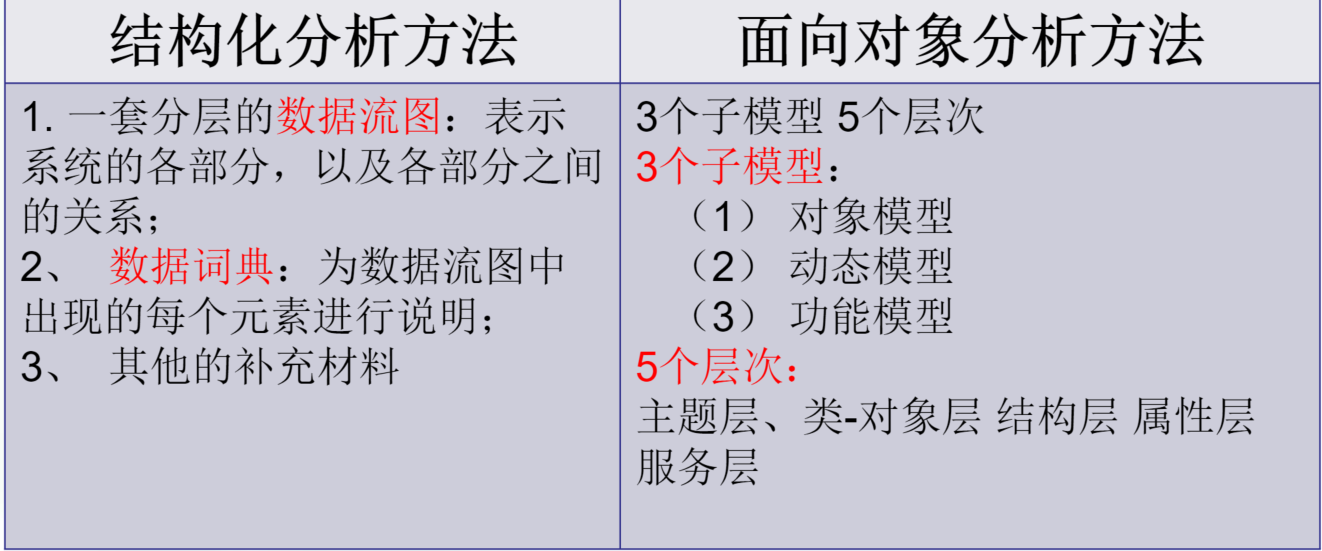 结构化分析方法
面向对象分析方法
1. 一套分层的数据流图：表示
系统的各部分，以及各部分之间
的关系；
2、 数据词典：为数据流图中
出现的每个元素进行说明；
3、 其他的补充材料
3个子模型 5个层次
3个子模型：
（1） 对象模型
（2） 动态模型
（3） 功能模型
5个层次：
主题层、类-对象层 结构层 属性层
服务层